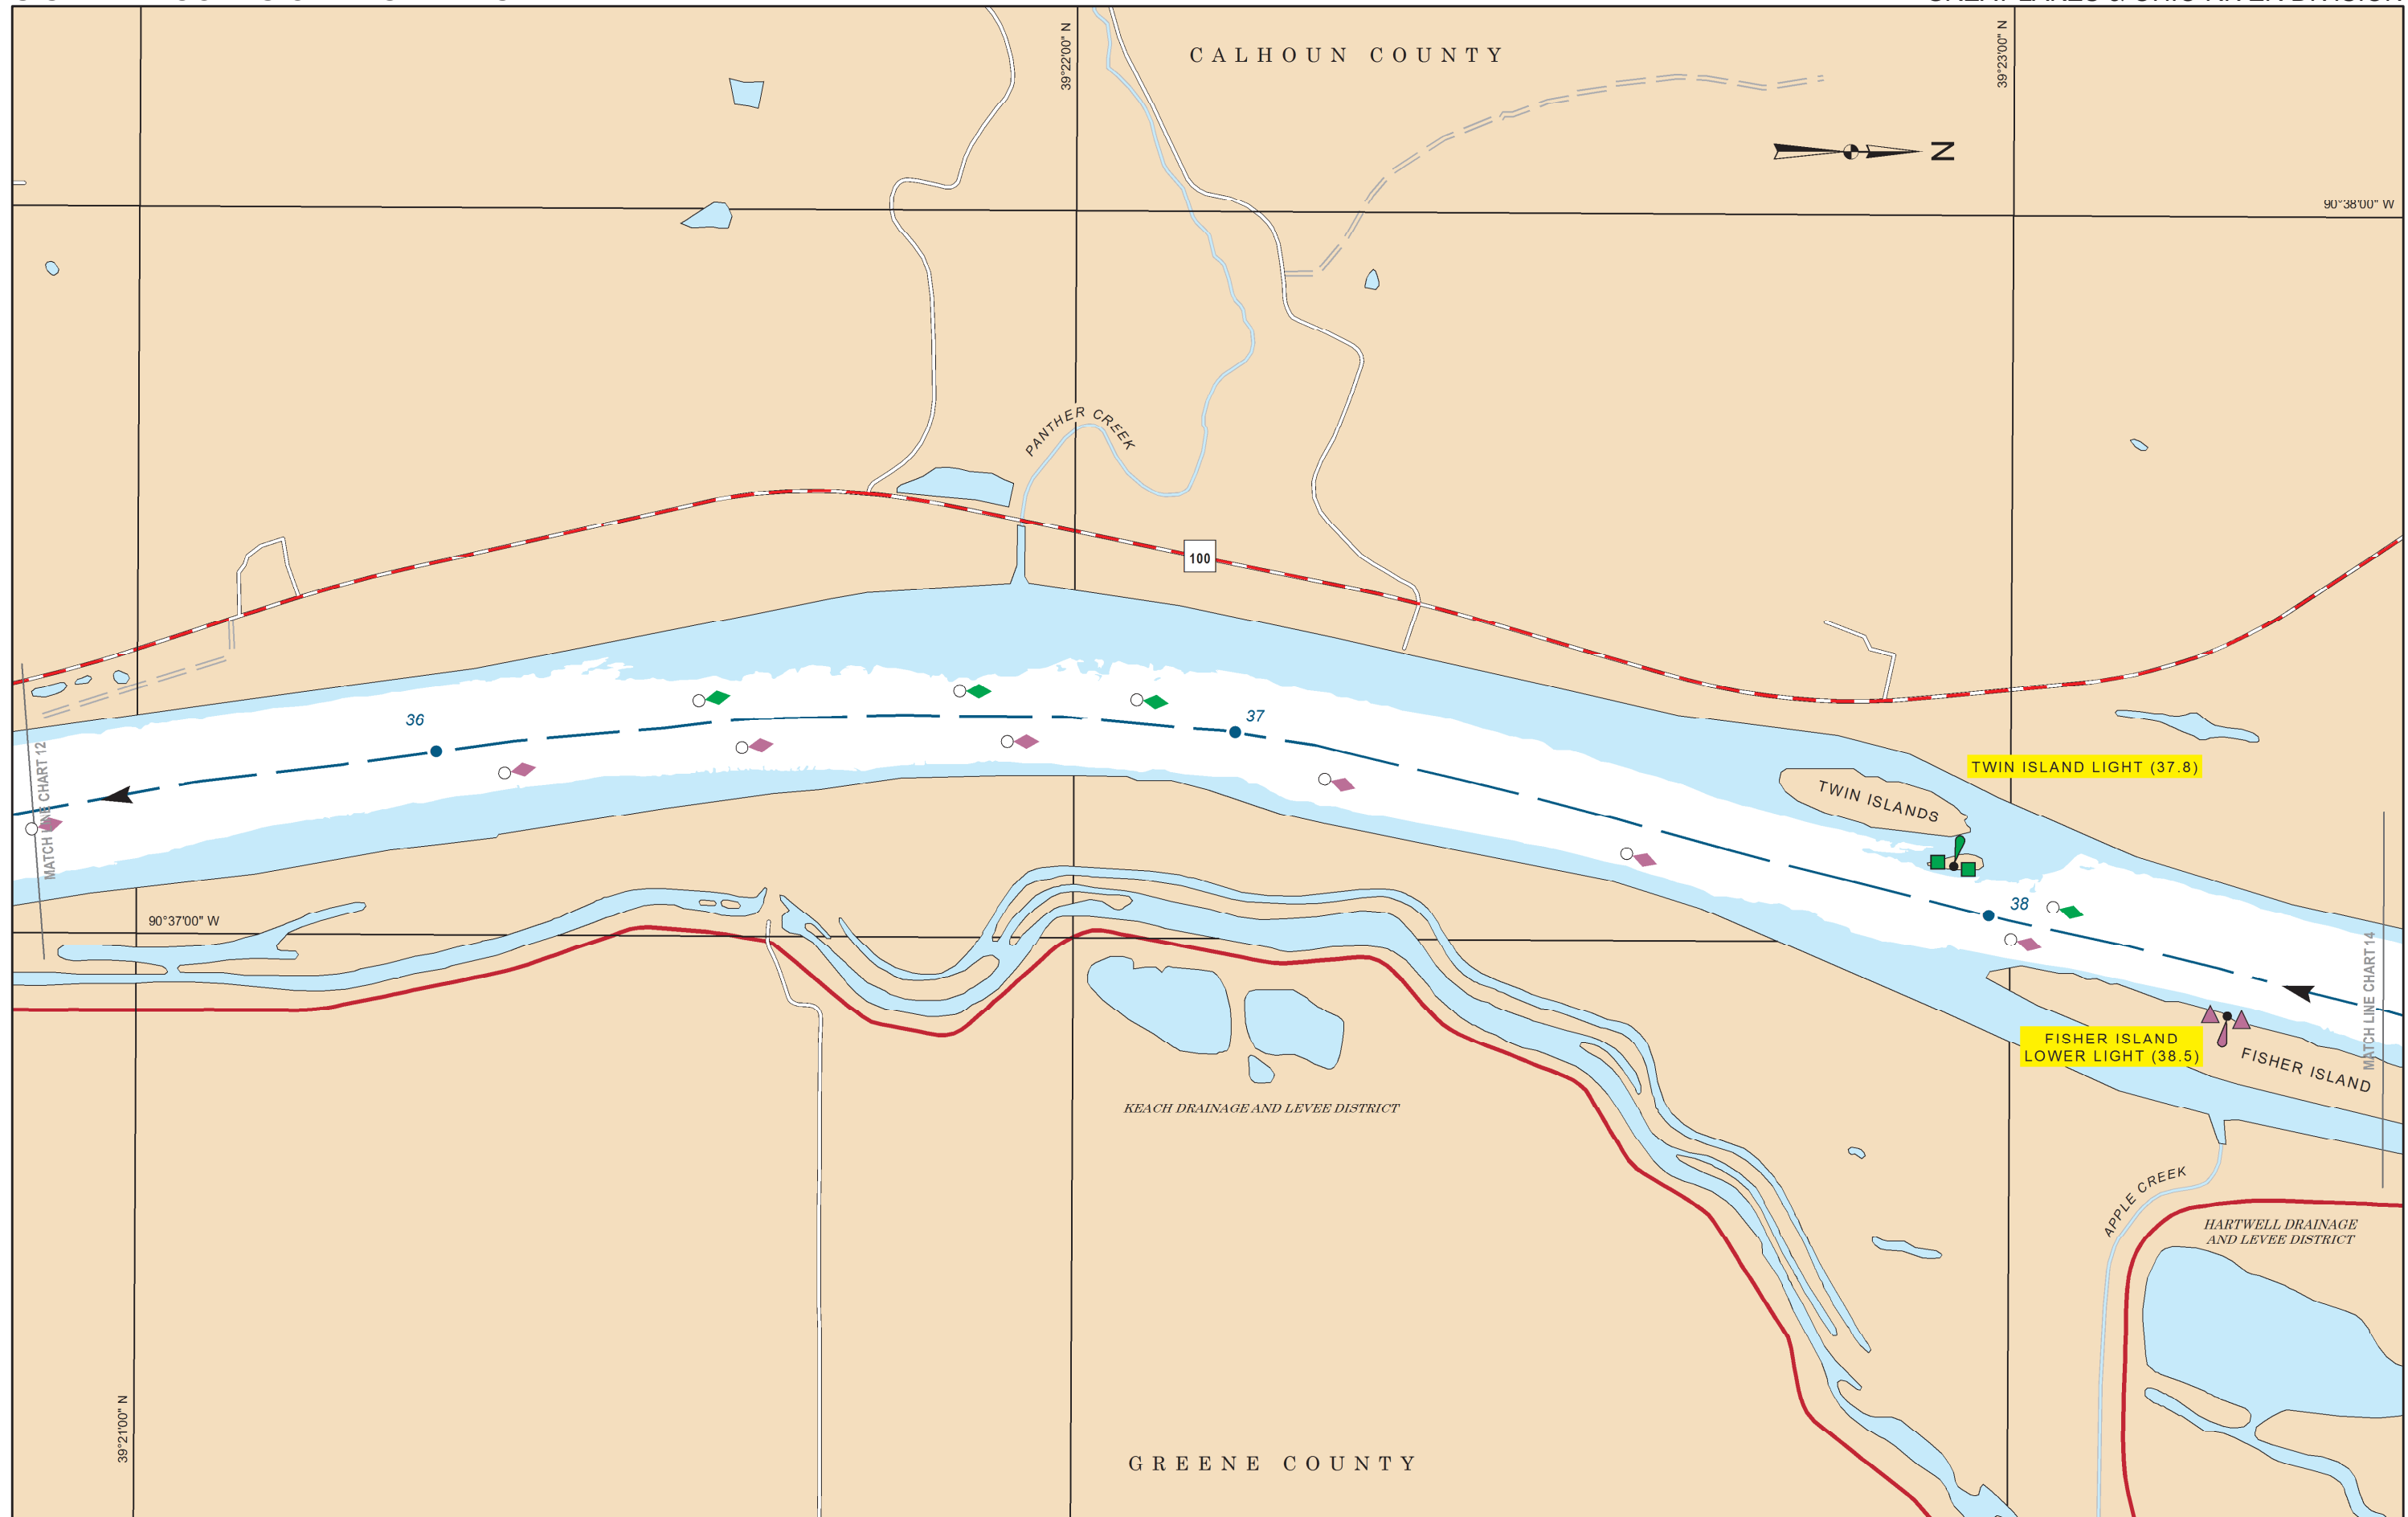 CALHOUN COUNTY
39°22'00" N
39°23'00" N
N
90°38'00" W
PANTHER CREEK
100
36
37
TWIN ISLAND LIGHT (37.8)
TWIN ISLANDS
MATCH LINE CHART 12
38
90°37'00" W
MATCH LINE CHART 14
FISHER ISLAND
LOWER LIGHT (38.5)
FISHER ISLAND
KEACH DRAINAGE AND LEVEE DISTRICT
APPLE CREEK
HARTWELL DRAINAGE
AND LEVEE DISTRICT
39°21'00" N
GREENE COUNTY